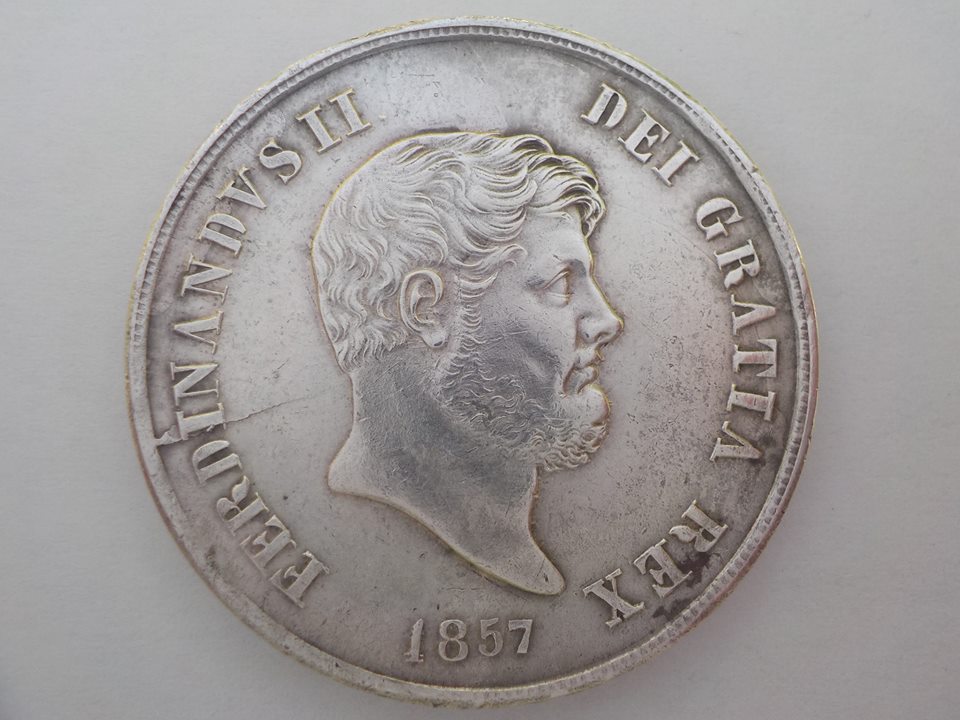 FERDINANDVS II DEI GRATIA REX
1857